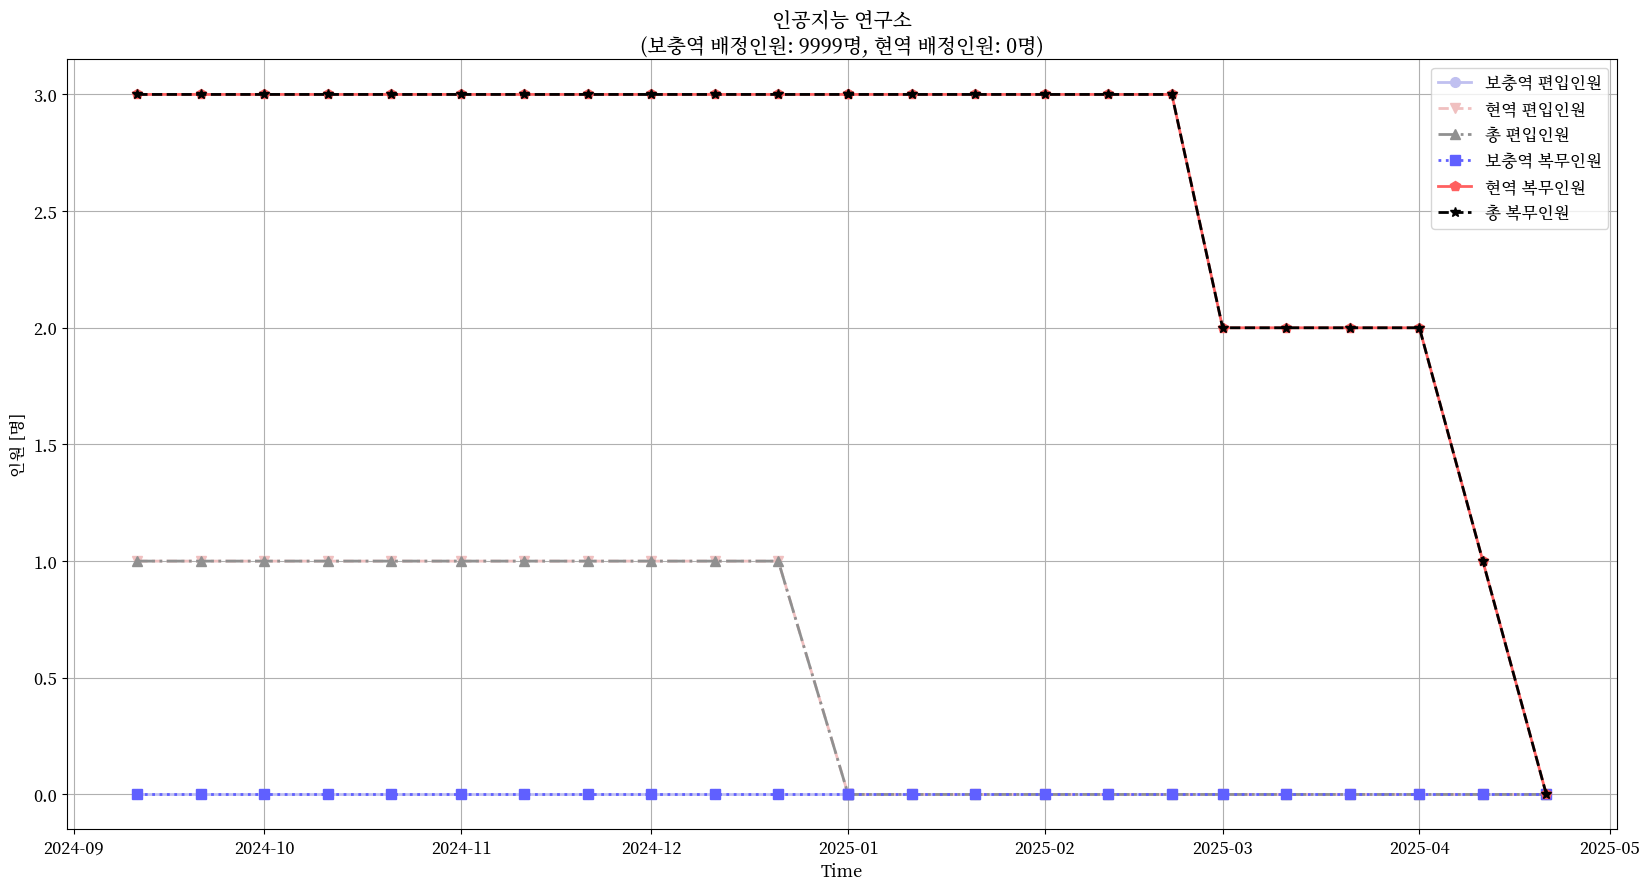 인공지능 연구소
(보충역 배정인원: 9999명, 현역 배정인원: 0명)
보충역 편입인원
현역 편입인원
총 편입인원
보충역 복무인원
현역 복무인원
총 복무인원
인원 [명]
3.0
2.5
2.0
1.5
1.0
0.5
0.0
2024-09 2024-10 2024-11 2024-12 2025-01 2025-02 2025-03 2025-04 2025-05
Time